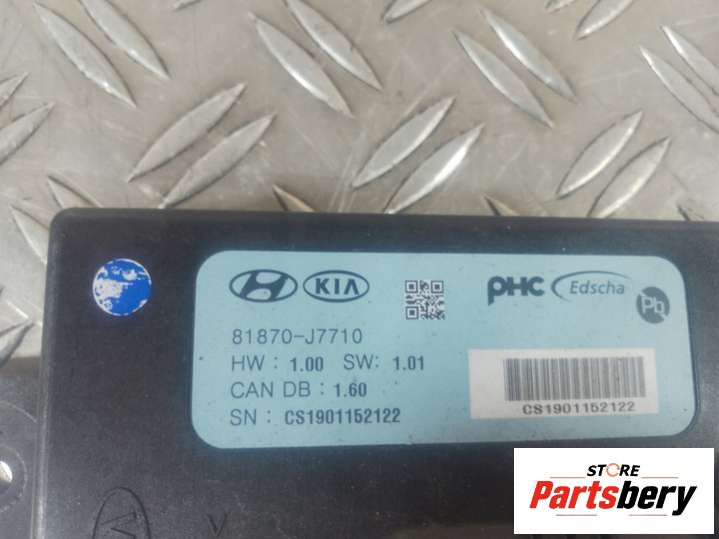 KIA
PHC Edscha
Pb
81870-J7710
HW : 1.00 SW: 1.01
CAN DB : 1.60
SN : CS1901152122
CS1901152122
STORE
Partsbery